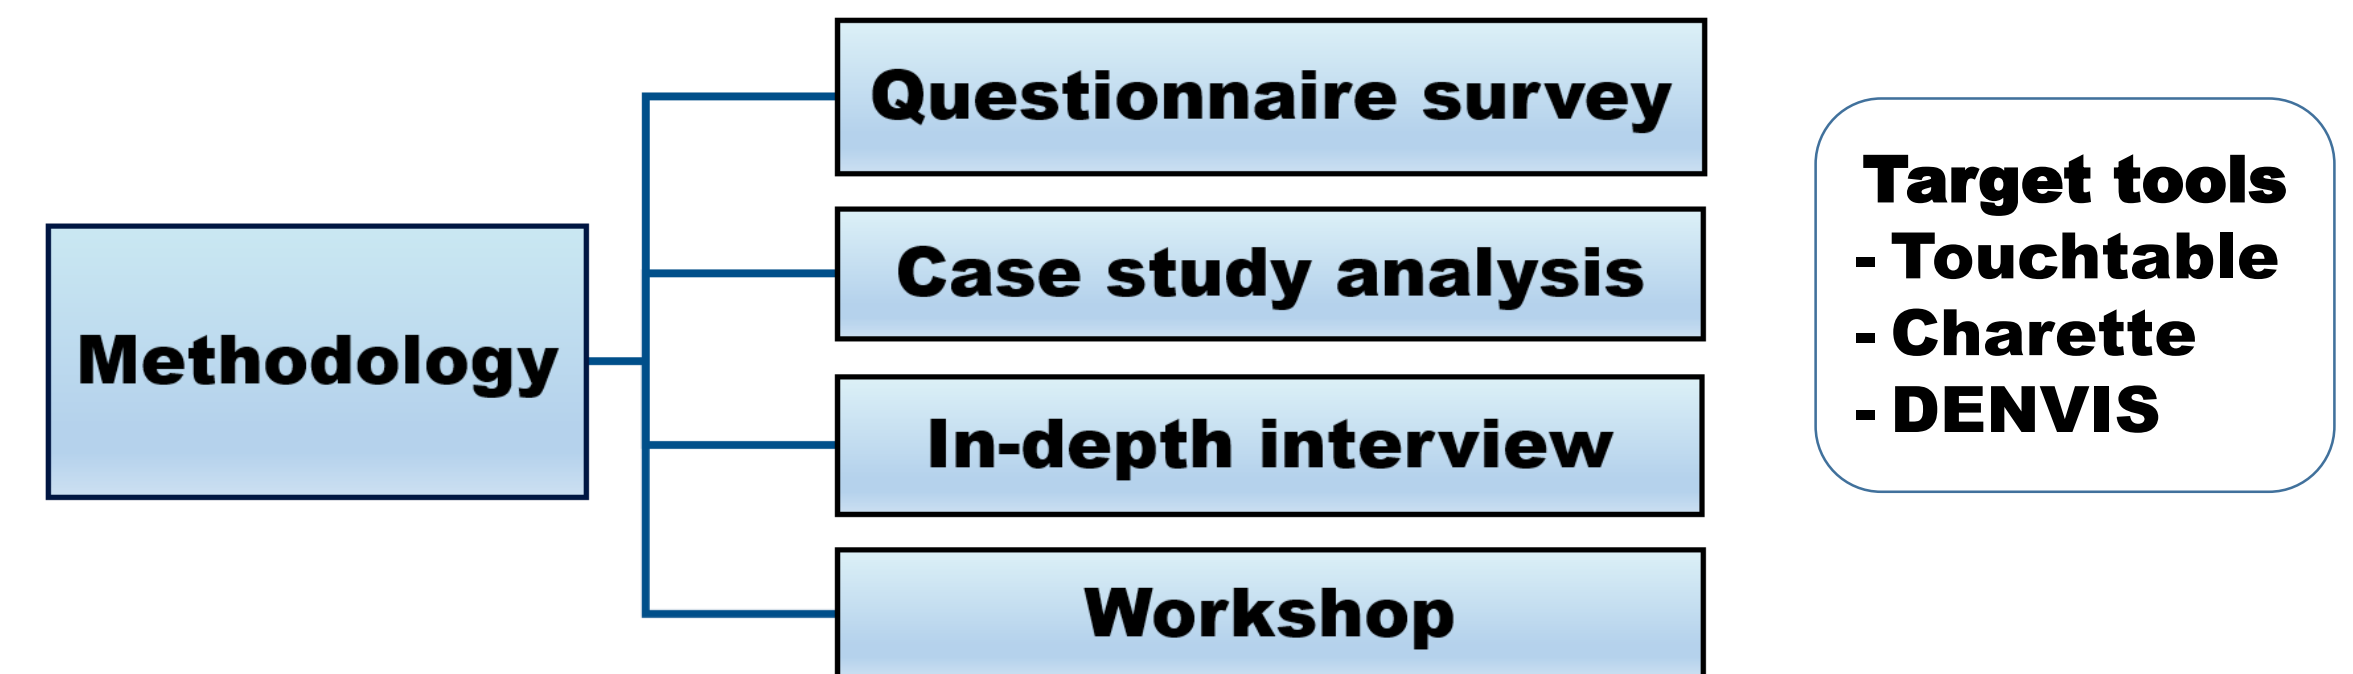 Methodology
Questionnaire survey
Case study analysis
In-depth interview
Workshop
Target tools
- Touchtable
- Charette
- DENVIS